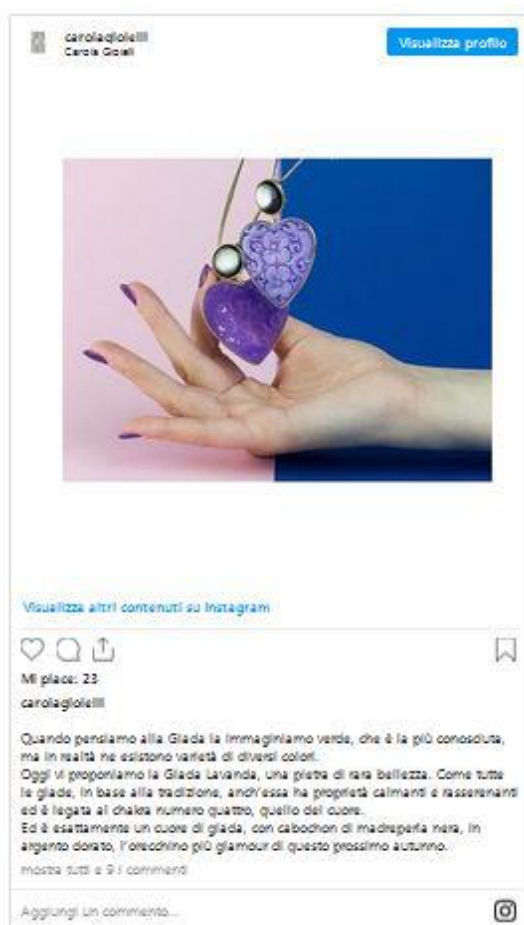 Carola Gioielli
Visualizza profilo
Visualizza altri contenuti su Instagram
Mi place: 23
Quando pensiamo alla Giada la immaginiamo verde, che è la più conosciuta,
ma in realtà ne esistono varietà di diversi colori.
Oggi vi proponiamo la Giada Lavanda, una pietra di rara bellezza. Come tutte
le giade, in base alla tradizione, anch'essa ha proprietà calmanti e rasserenanti
ed è legata al chakra numero quattro, quello del cuore.
Ed è esattamente un cuore di giada, con cabochon di madreperla nera, in
argento dorato, l'orecchino più glamour di questo prossimo autunno.
mostra tutti e 9 i commenti
Aggiungi un commento...